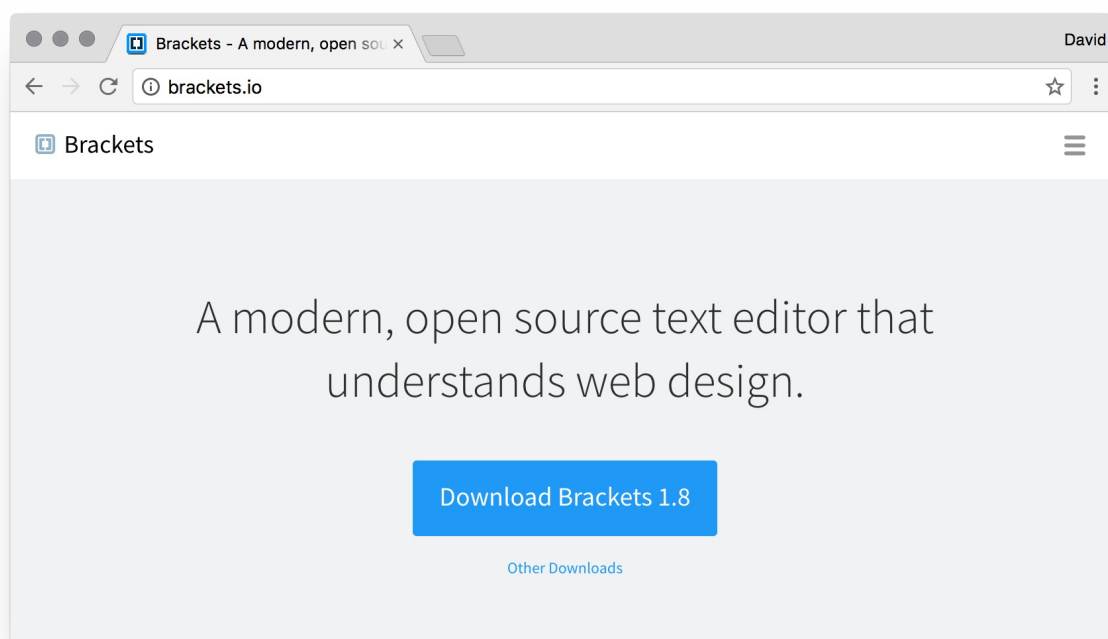 Brackets - A modern, open sou
David
brackets.io
Brackets
A modern, open source text editor that
understands web design.
Download Brackets 1.8
Other Downloads